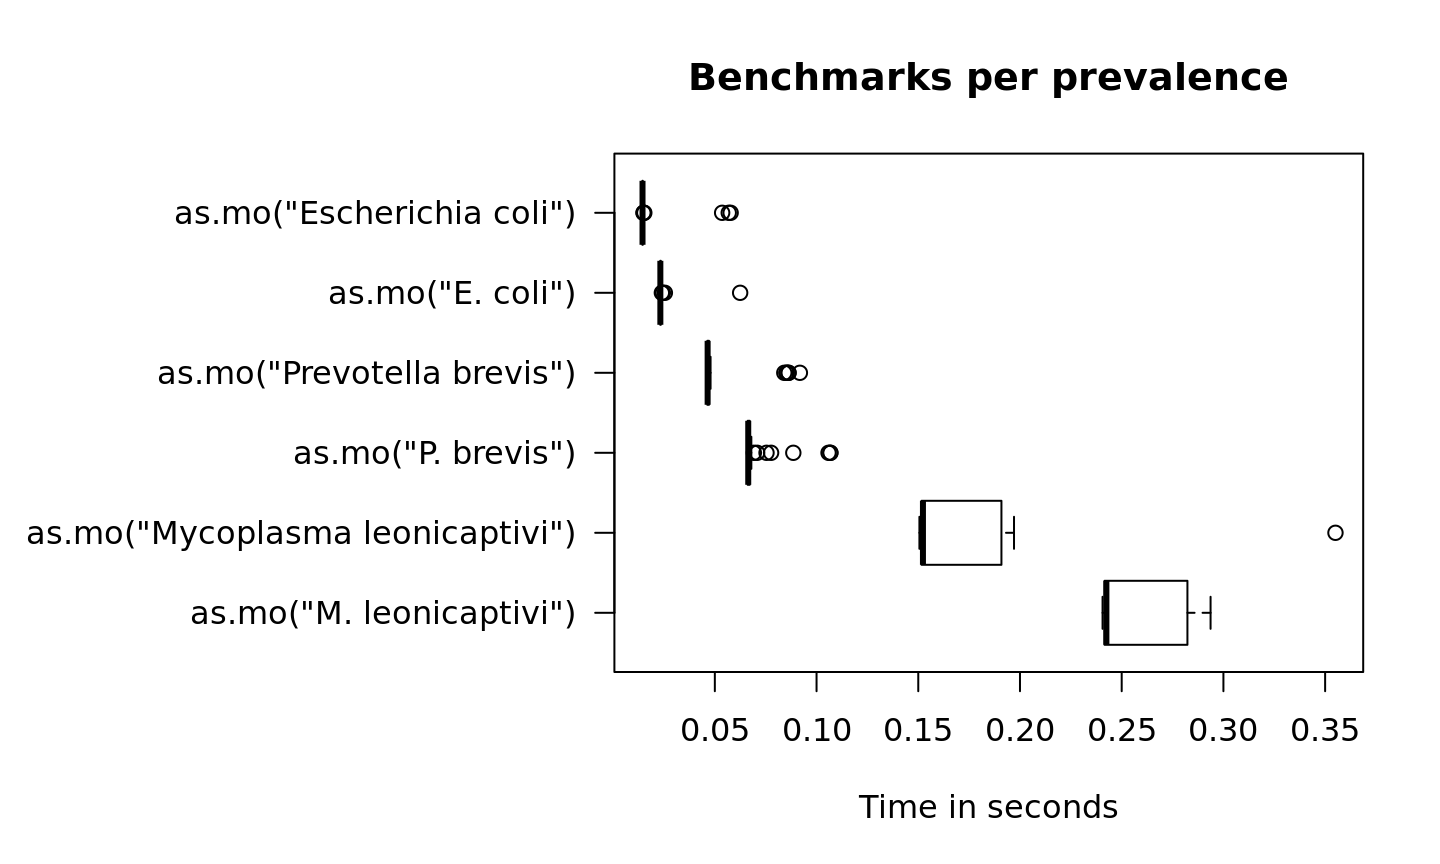 Benchmarks per prevalence
as.mo("Escherichia coli")
as.mo("E. coli")
as.mo("Prevotella brevis")
as.mo("P. brevis")
as.mo("Mycoplasma leonicaptivi")
as.mo("M. leonicaptivi")
0.05 0.10 0.15 0.20 0.25 0.30 0.35
Time in seconds